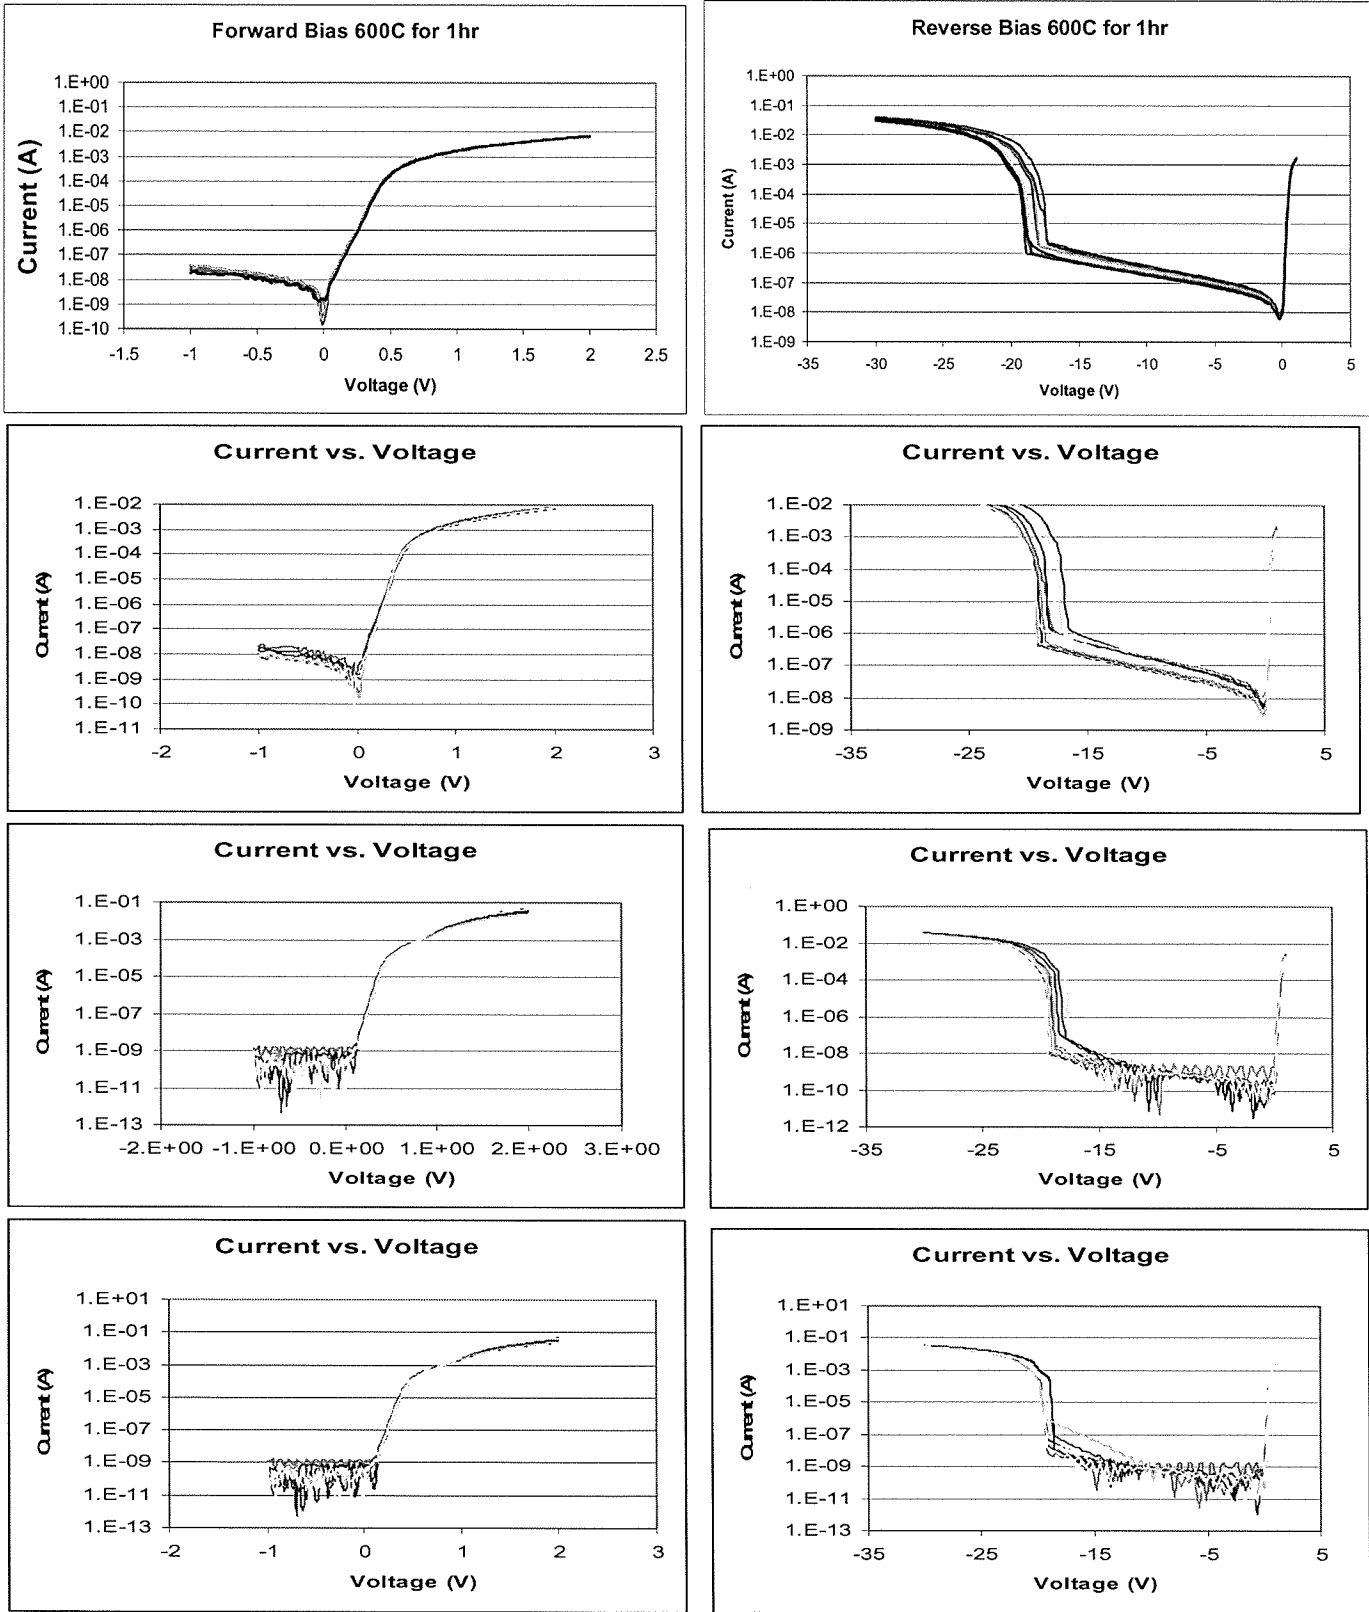 Forward Bias 600C for 1hr
1.E+00
1.E-01
1.E-02
1.E-03
1.E-04
1.E-05
1.E-06
1.E-07
1.E-08
1.E-09
1.E-10
Current (A)
-1.5 -1 -0.5 0 0.5 1 1.5 2 2.5
Voltage (V)
Reverse Bias 600C for 1hr
1.E+00
1.E-01
1.E-02
1.E-03
1.E-04
1.E-05
1.E-06
1.E-07
1.E-08
1.E-09
Current (A)
-35 -30 -25 -20 -15 -10 -5 0 5
Voltage (V)
Current vs. Voltage
1.E-02
1.E-03
1.E-04
1.E-05
1.E-06
1.E-07
1.E-08
1.E-09
1.E-10
1.E-11
Current (A)
-2 -1 0 1 2 3
Voltage (V)
Current vs. Voltage
1.E-02
1.E-03
1.E-04
1.E-05
1.E-06
1.E-07
1.E-08
1.E-09
Current (A)
-35 -25 -15 -5 5
Voltage (V)
Current vs. Voltage
1.E-01
1.E-03
1.E-05
1.E-07
1.E-09
1.E-11
1.E-13
Current (A)
-2.E+00 -1.E+00 0.E+00 1.E+00 2.E+00 3.E+00
Voltage (V)
Current vs. Voltage
1.E+00
1.E-02
1.E-04
1.E-06
1.E-08
1.E-10
1.E-12
Current (A)
-35 -25 -15 -5 5
Voltage (V)
Current vs. Voltage
1.E+01
1.E-01
1.E-03
1.E-05
1.E-07
1.E-09
1.E-11
1.E-13
Current (A)
-2 -1 0 1 2 3
Voltage (V)
Current vs. Voltage
1.E+01
1.E-01
1.E-03
1.E-05
1.E-07
1.E-09
1.E-11
1.E-13
Current (A)
-35 -25 -15 -5 5
Voltage (V)